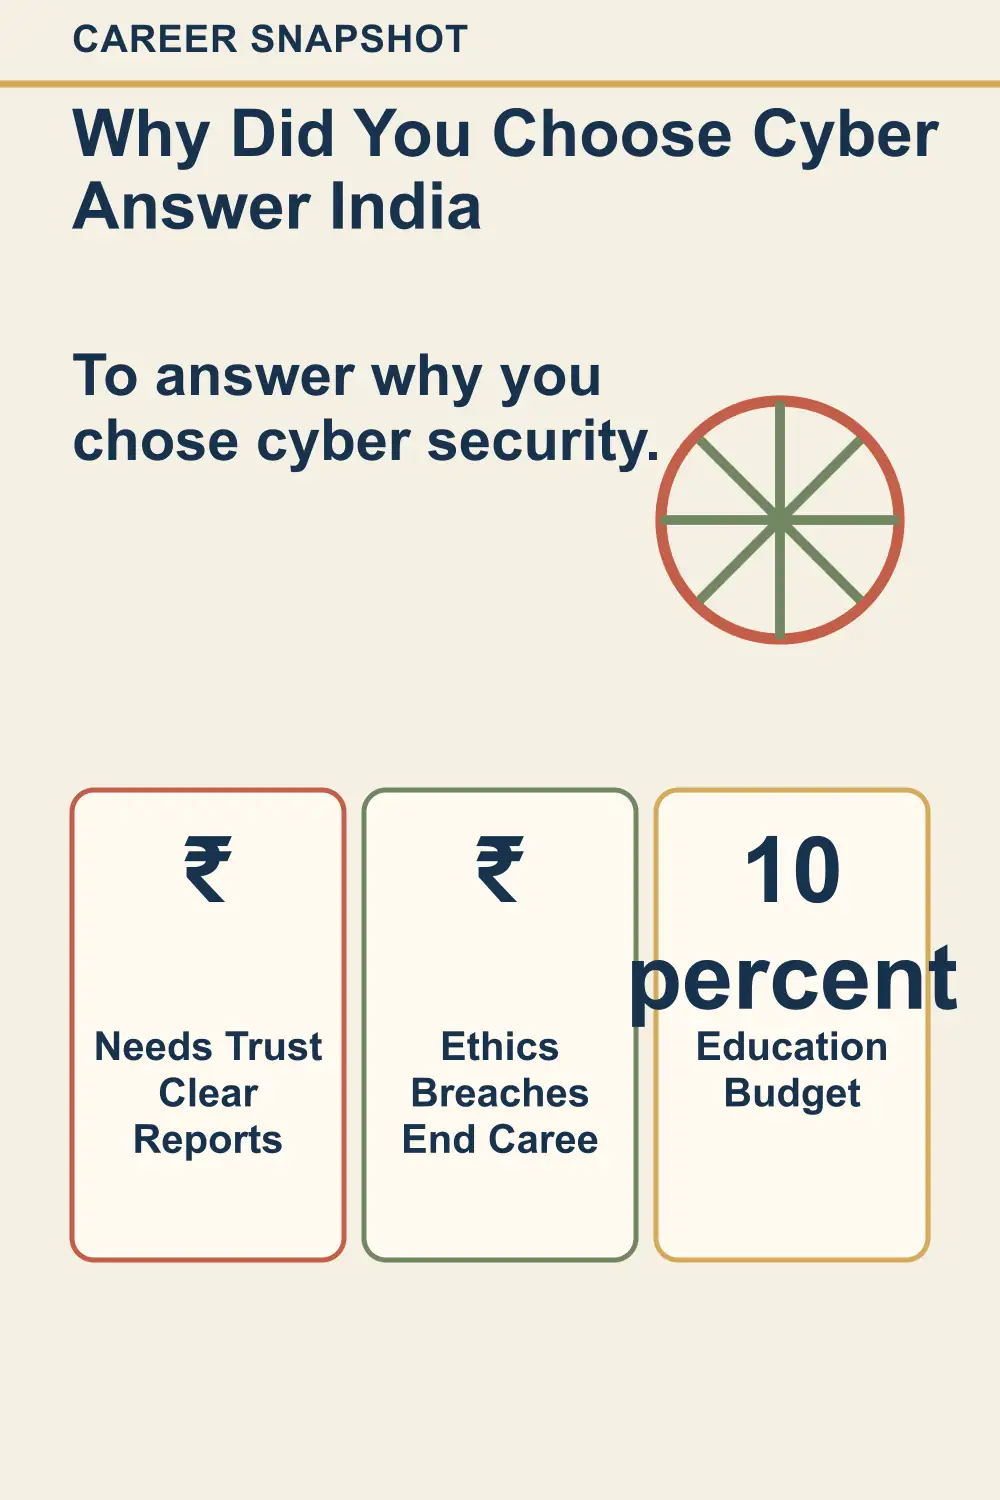 CAREER SNAPSHOT
Why Did You Choose Cyber
Answer India
To answer why you
chose cyber security.
₹
Needs Trust
Clear
Reports
₹
Ethics
Breaches
End Caree
10
percent
Education
Budget